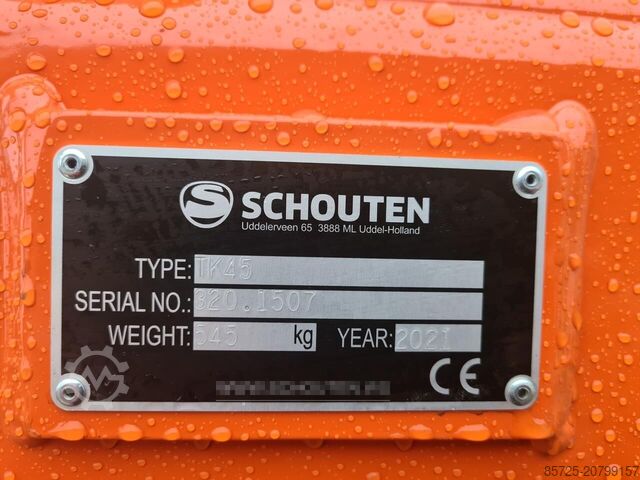 S SCHOUTEN
Uddelerveen 65 3888 ML Uddel-Holland
TYPE: TK45
SERIAL NO.: 320.1507
WEIGHT: 545 kg YEAR: 2021
CE
85725-20799157